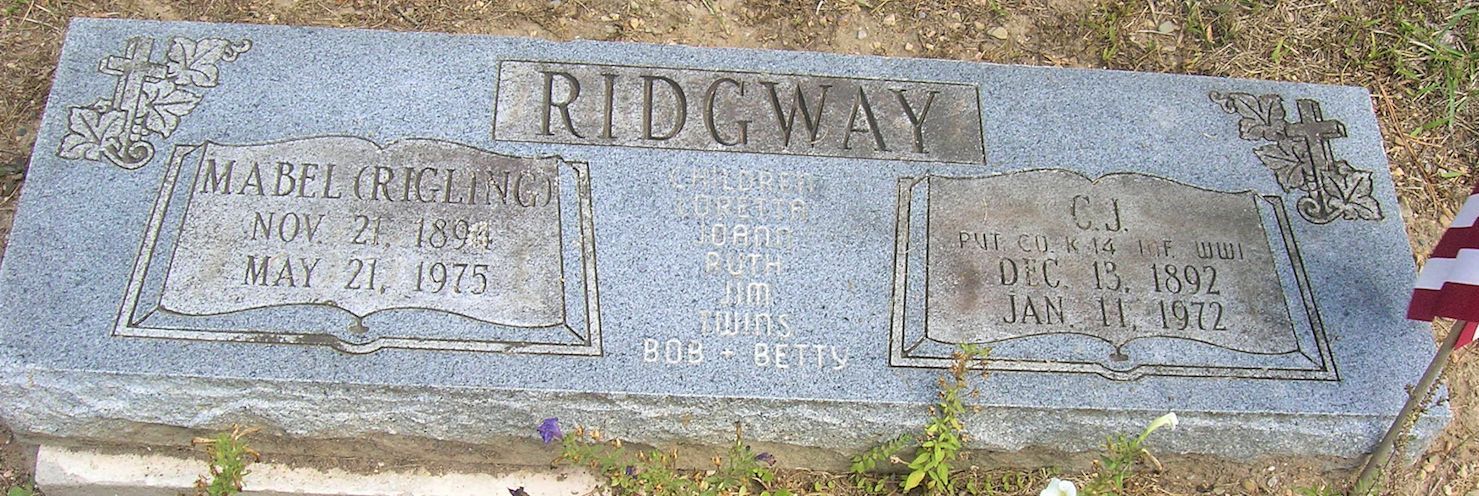 RIDGWAY
MABEL (RIGLING)
NOV. 21, 1894
MAY 21, 1975
CHILDREN
LORETTA
JOANN
RUTH
JIM
TWINS
BOB + BETTY
C.J.
PVT. CO. K 14 INF. WWI
DEC. 13, 1892
JAN. 11, 1972